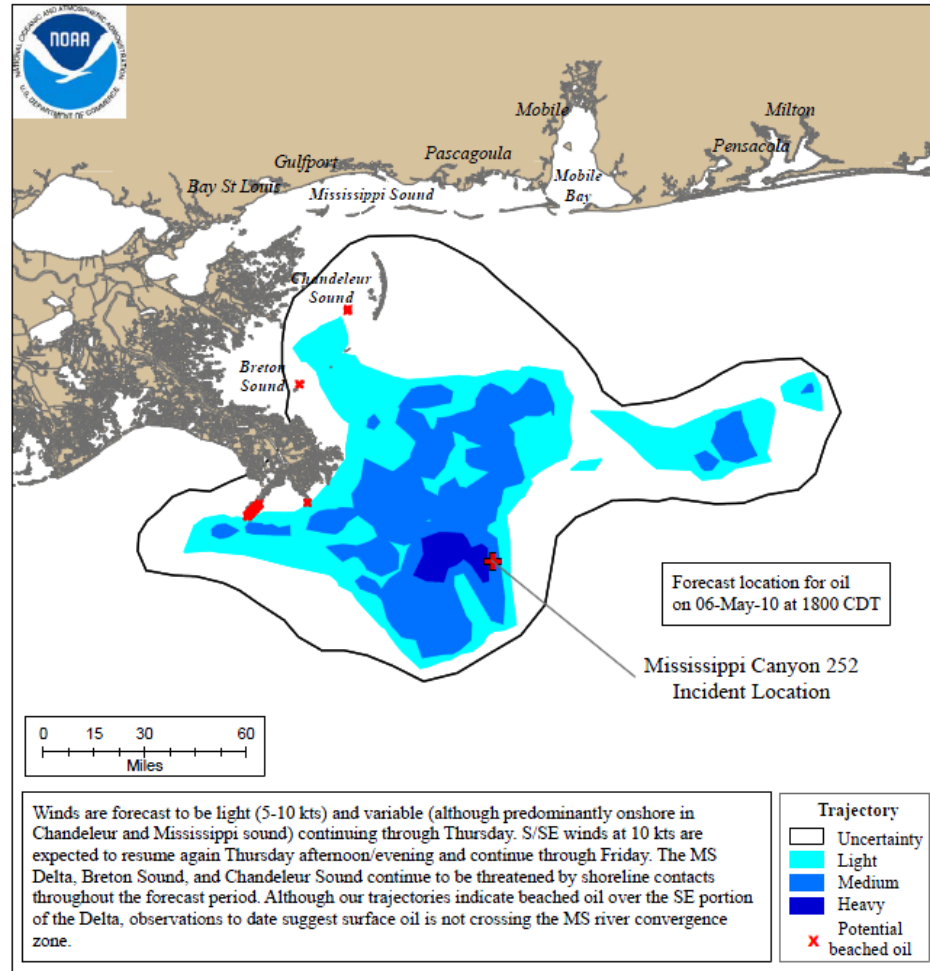 NATIONAL OCEANIC AND ATMOSPHERIC ADMINISTRATION
NOAA
U.S. DEPARTMENT OF COMMERCE
Mobile
Milton
Pensacola
Pascagoula
Gulfport
Bay St Louis
Mobile
Bay
Mississippi Sound
Chandeleur
Sound
Breton
Sound
Forecast location for oil
on 06-May-10 at 1800 CDT
Mississippi Canyon 252
Incident Location
0 15 30 60
Miles
Winds are forecast to be light (5-10 kts) and variable (although predominantly onshore in
Chandeleur and Mississippi sound) continuing through Thursday. S/SE winds at 10 kts are
expected to resume again Thursday afternoon/evening and continue through Friday. The MS
Delta, Breton Sound, and Chandeleur Sound continue to be threatened by shoreline contacts
throughout the forecast period. Although our trajectories indicate beached oil over the SE portion
of the Delta, observations to date suggest surface oil is not crossing the MS river convergence
zone.
Trajectory
Uncertainty
Light
Medium
Heavy
x Potential
beached oil